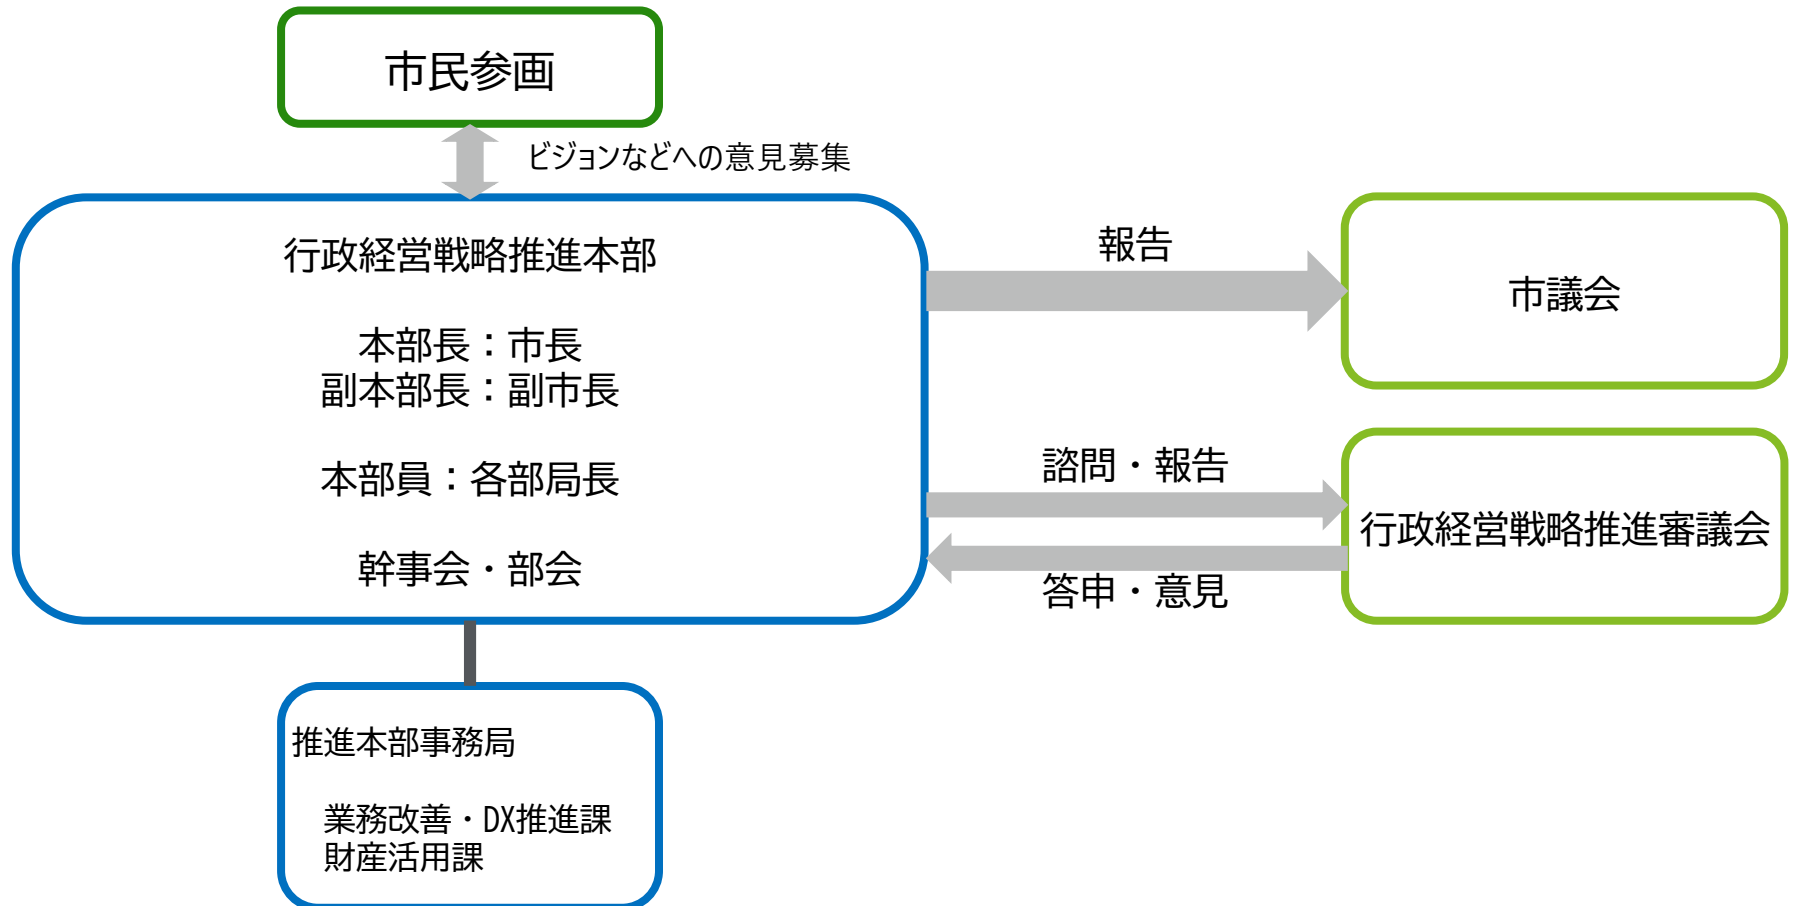 市民参画
ビジョンなどへの意見募集
行政経営戦略推進本部
本部長：市長
副本部長：副市長
本部員：各部局長
幹事会・部会
報告
市議会
諮問・報告
行政経営戦略推進審議会
答申・意見
推進本部事務局
業務改善・DX推進課
財産活用課